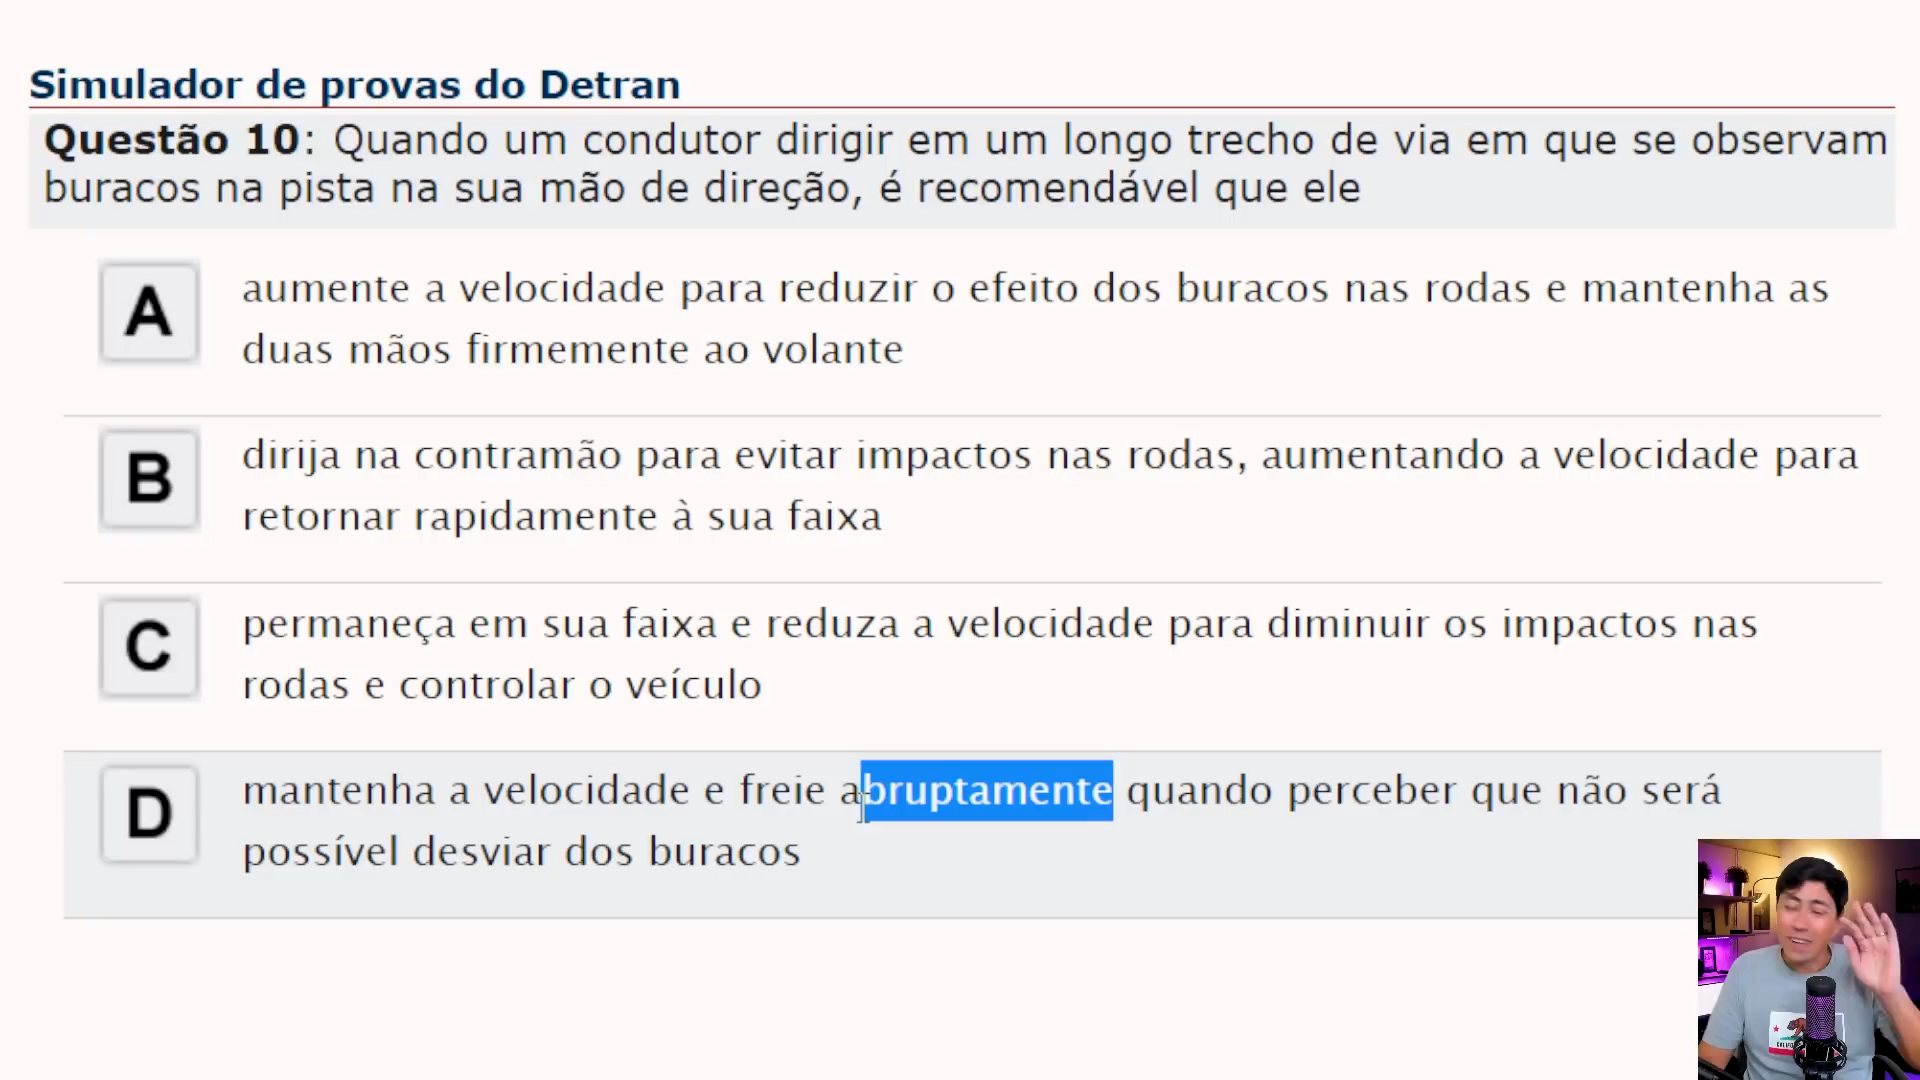 Simulador de provas do Detran
Questão 10: Quando um condutor dirigir em um longo trecho de via em que se observam
buracos na pista na sua mão de direção, é recomendável que ele
A
aumente a velocidade para reduzir o efeito dos buracos nas rodas e mantenha as
duas mãos firmemente ao volante
B
dirija na contramão para evitar impactos nas rodas, aumentando a velocidade para
retornar rapidamente à sua faixa
C
permaneça em sua faixa e reduza a velocidade para diminuir os impactos nas
rodas e controlar o veículo
D
mantenha a velocidade e freie abruptamente quando perceber que não será
possível desviar dos buracos